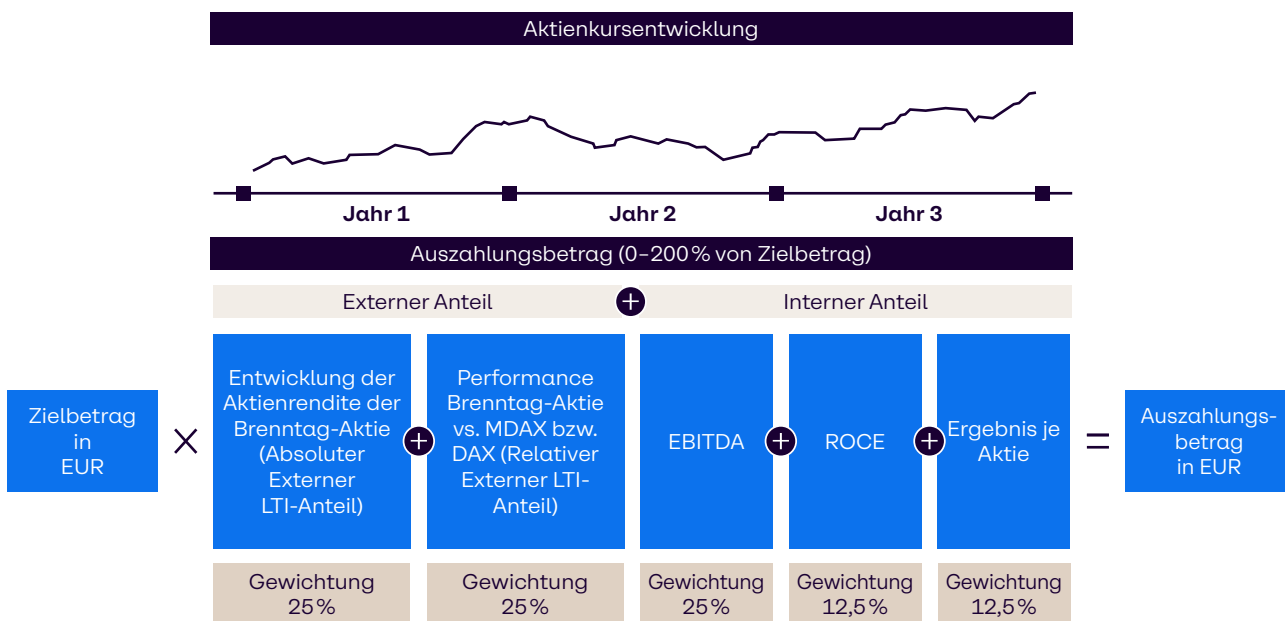 Aktienkursentwicklung
Jahr 1
Jahr 2
Jahr 3
Auszahlungsbetrag (0–200 % von Zielbetrag)
Externer Anteil
+
Interner Anteil
Zielbetrag
in
EUR
×
Entwicklung der
Aktienrendite der
Brenntag-Aktie
(Absoluter
Externer
LTI-Anteil)
+
Performance
Brenntag-Aktie
vs. MDAX bzw.
DAX (Relativer
Externer LTI-
Anteil)
EBITDA
+
ROCE
+
Ergebnis je
Aktie
=
Auszahlungs-
betrag
in EUR
Gewichtung
25 %
Gewichtung
25 %
Gewichtung
25 %
Gewichtung
12,5 %
Gewichtung
12,5 %